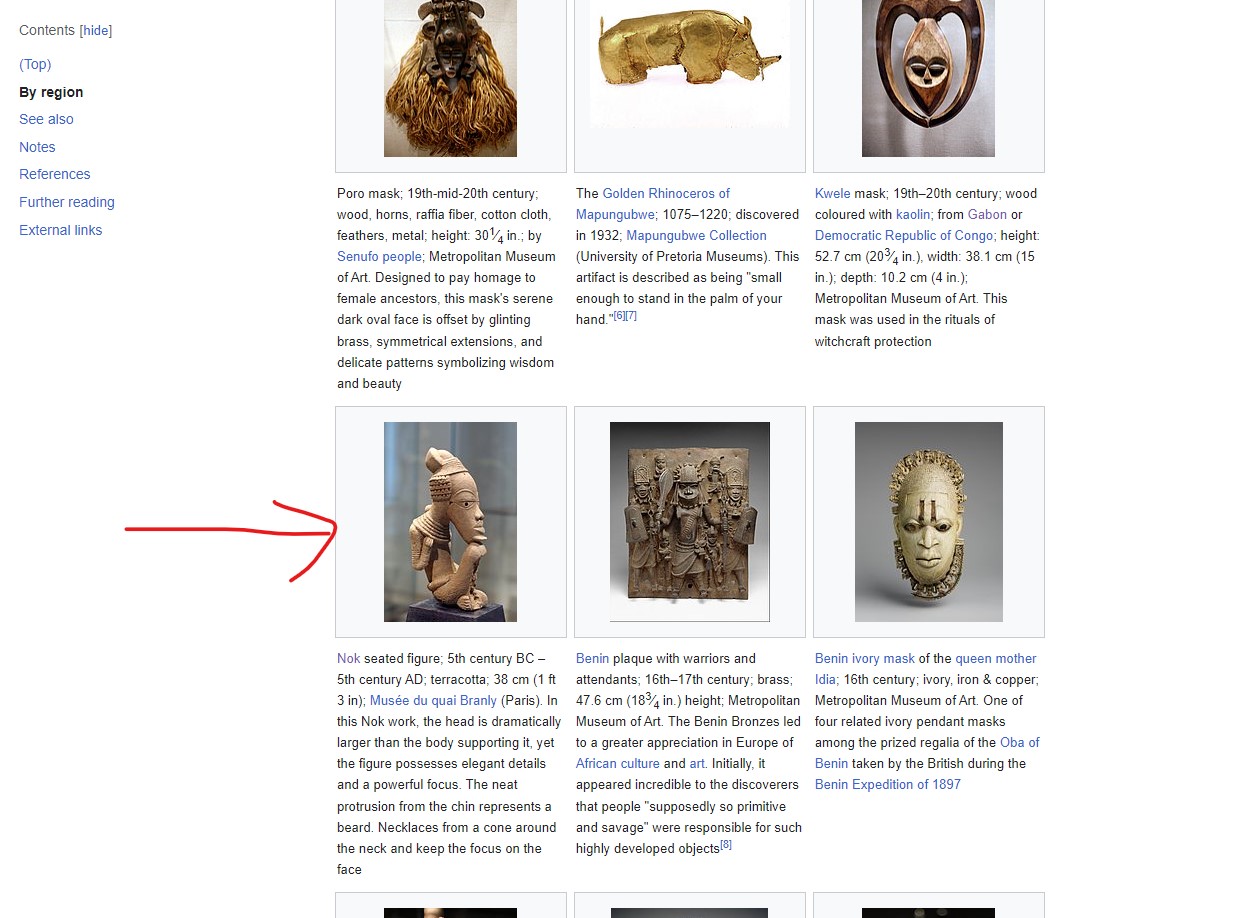 Contents [hide]
(Top)
By region
See also
Notes
References
Further reading
External links
Poro mask; 19th-mid-20th century;
wood, horns, raffia fiber, cotton cloth,
feathers, metal; height: 30 1⁄4 in.; by
Senufo people; Metropolitan Museum
of Art. Designed to pay homage to
female ancestors, this mask's serene
dark oval face is offset by glinting
brass, symmetrical extensions, and
delicate patterns symbolizing wisdom
and beauty
The Golden Rhinoceros of
Mapungubwe; 1075–1220; discovered
in 1932; Mapungubwe Collection
(University of Pretoria Museums). This
artifact is described as being "small
enough to stand in the palm of your
hand."[6][7]
Kwele mask; 19th–20th century; wood
coloured with kaolin; from Gabon or
Democratic Republic of Congo; height:
52.7 cm (20 3⁄4 in.), width: 38.1 cm (15
in.); depth: 10.2 cm (4 in.);
Metropolitan Museum of Art. This
mask was used in the rituals of
witchcraft protection
Nok seated figure; 5th century BC –
5th century AD; terracotta; 38 cm (1 ft
3 in); Musée du quai Branly (Paris). In
this Nok work, the head is dramatically
larger than the body supporting it, yet
the figure possesses elegant details
and a powerful focus. The neat
protrusion from the chin represents a
beard. Necklaces from a cone around
the neck and keep the focus on the
face
Benin plaque with warriors and
attendants; 16th–17th century; brass;
47.6 cm (18 3⁄4 in.) height; Metropolitan
Museum of Art. The Benin Bronzes led
to a greater appreciation in Europe of
African culture and art. Initially, it
appeared incredible to the discoverers
that people "supposedly so primitive
and savage" were responsible for such
highly developed objects[8]
Benin ivory mask of the queen mother
Idia; 16th century; ivory, iron & copper;
Metropolitan Museum of Art. One of
four related ivory pendant masks
among the prized regalia of the Oba of
Benin taken by the British during the
Benin Expedition of 1897